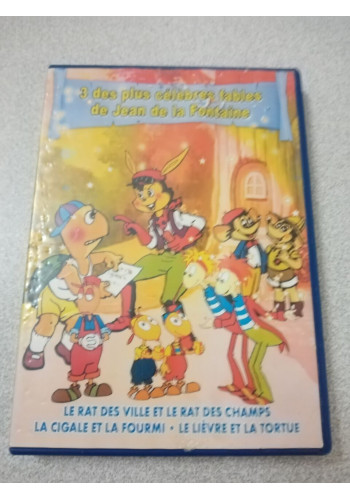 3 des plus célèbres fables
de Jean de la Fontaine
LE RAT DES VILLE ET LE RAT DES CHAMPS
LA CIGALE ET LA FOURMI • LE LIÈVRE ET LA TORTUE